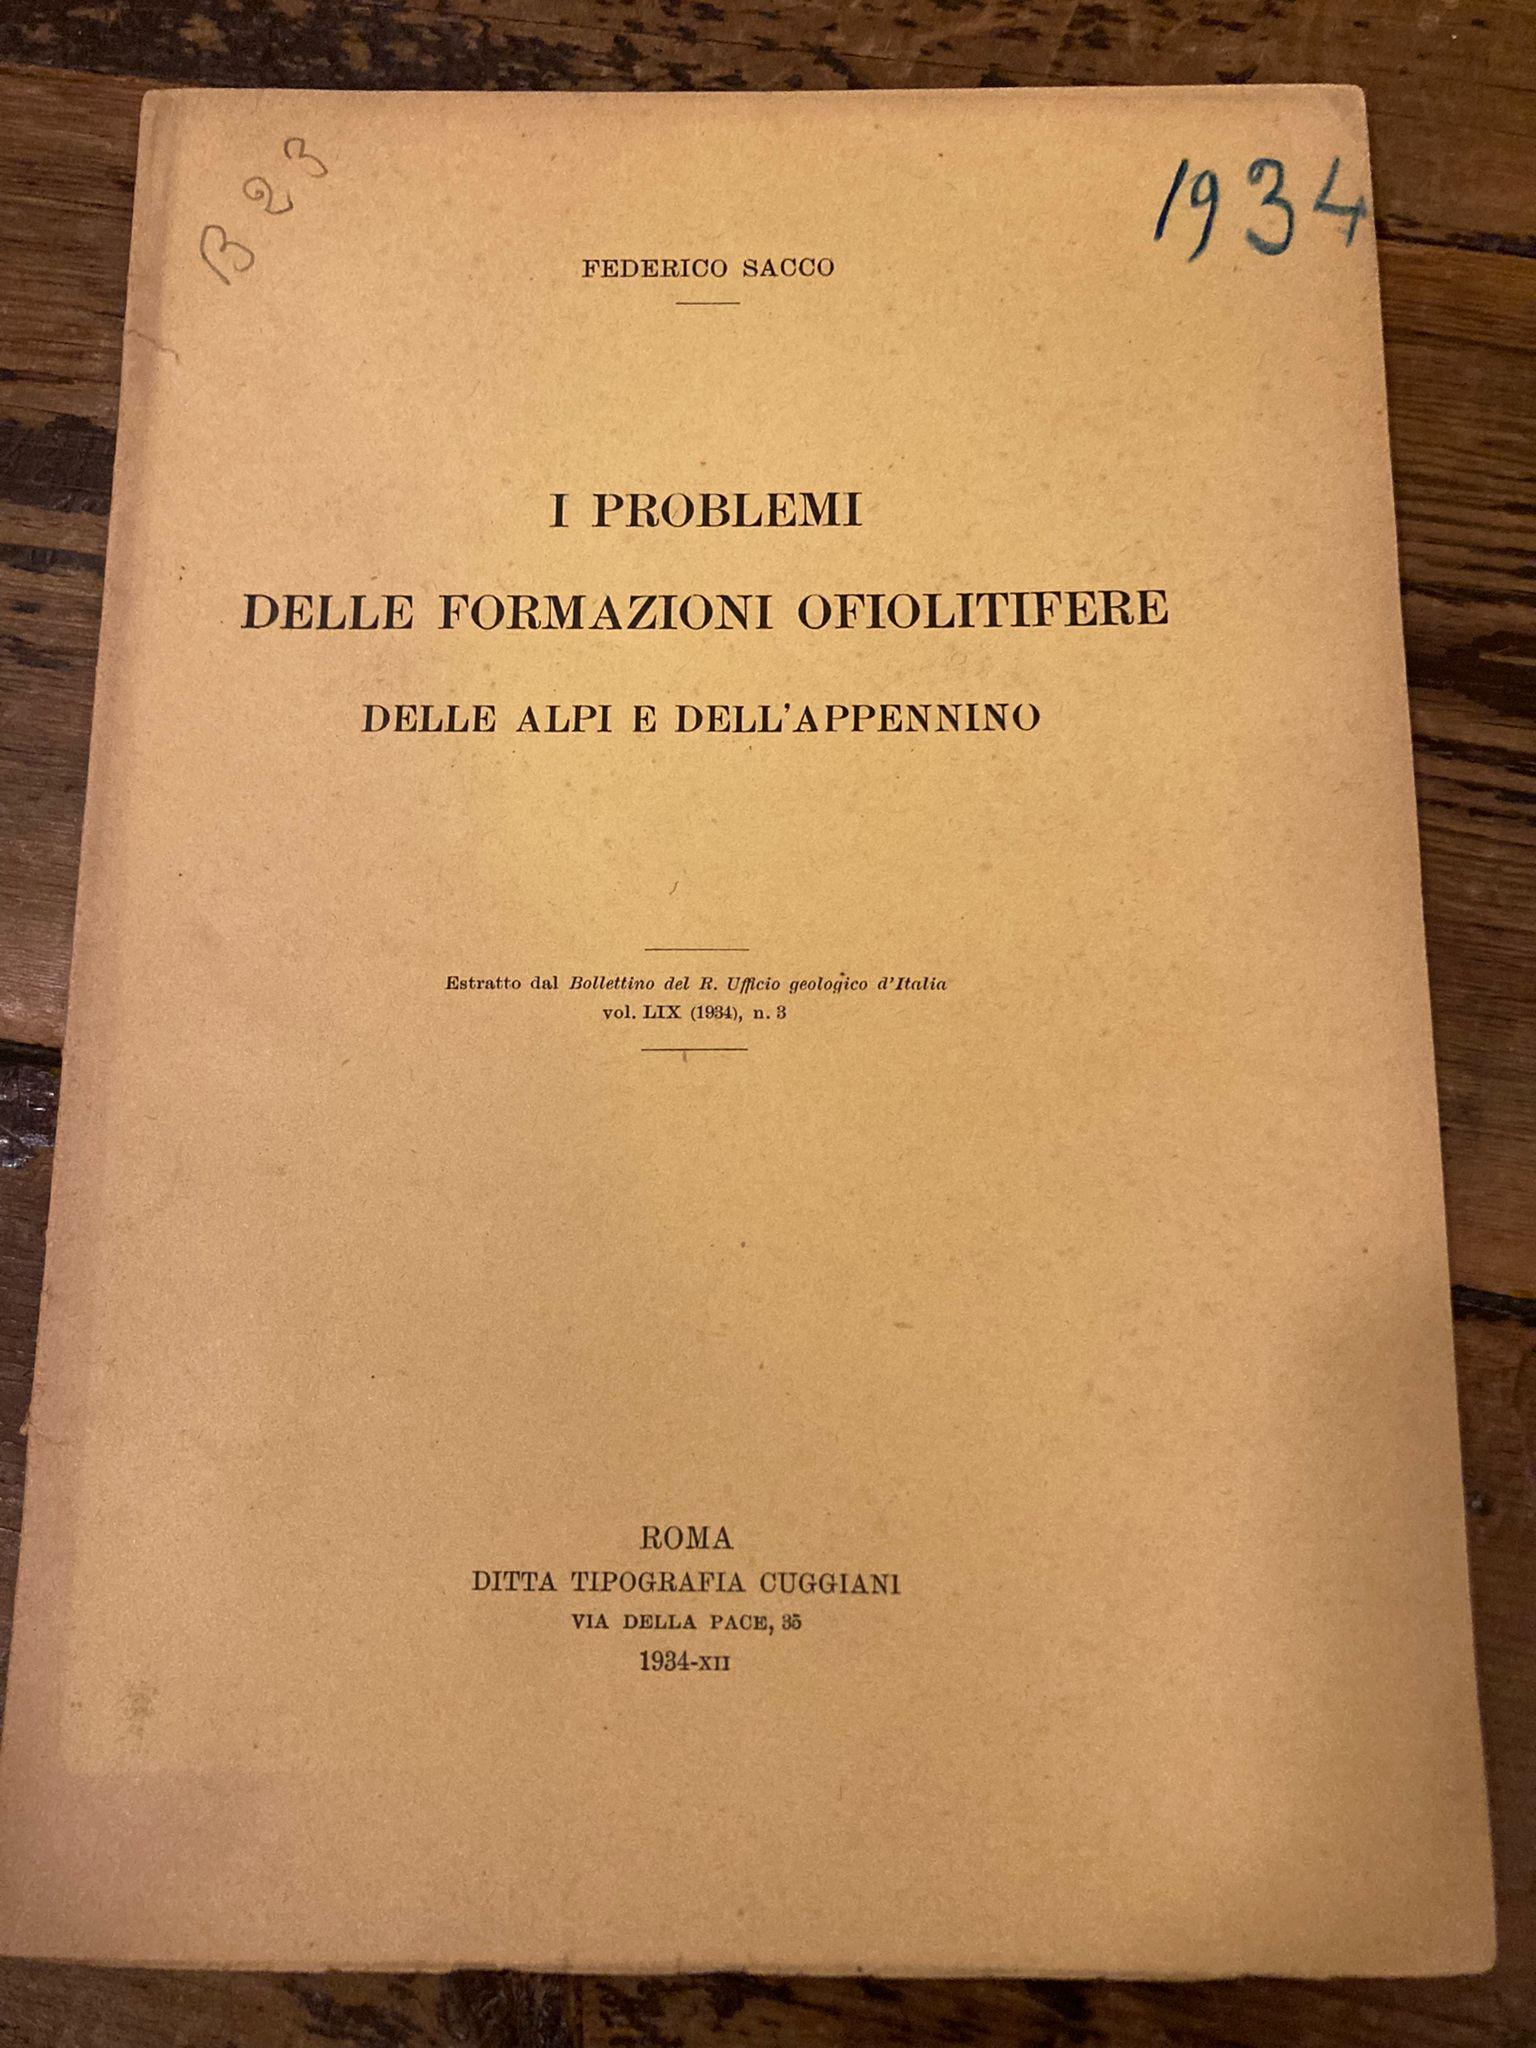 B 23
1934
FEDERICO SACCO
I PROBLEMI
DELLE FORMAZIONI OFIOLITIFERE
DELLE ALPI E DELL'APPENNINO
Estratto dal Bollettino del R. Ufficio geologico d'Italia
vol. LIX (1934), n. 3
ROMA
DITTA TIPOGRAFIA CUGGIANI
VIA DELLA PACE, 35
1934-XII